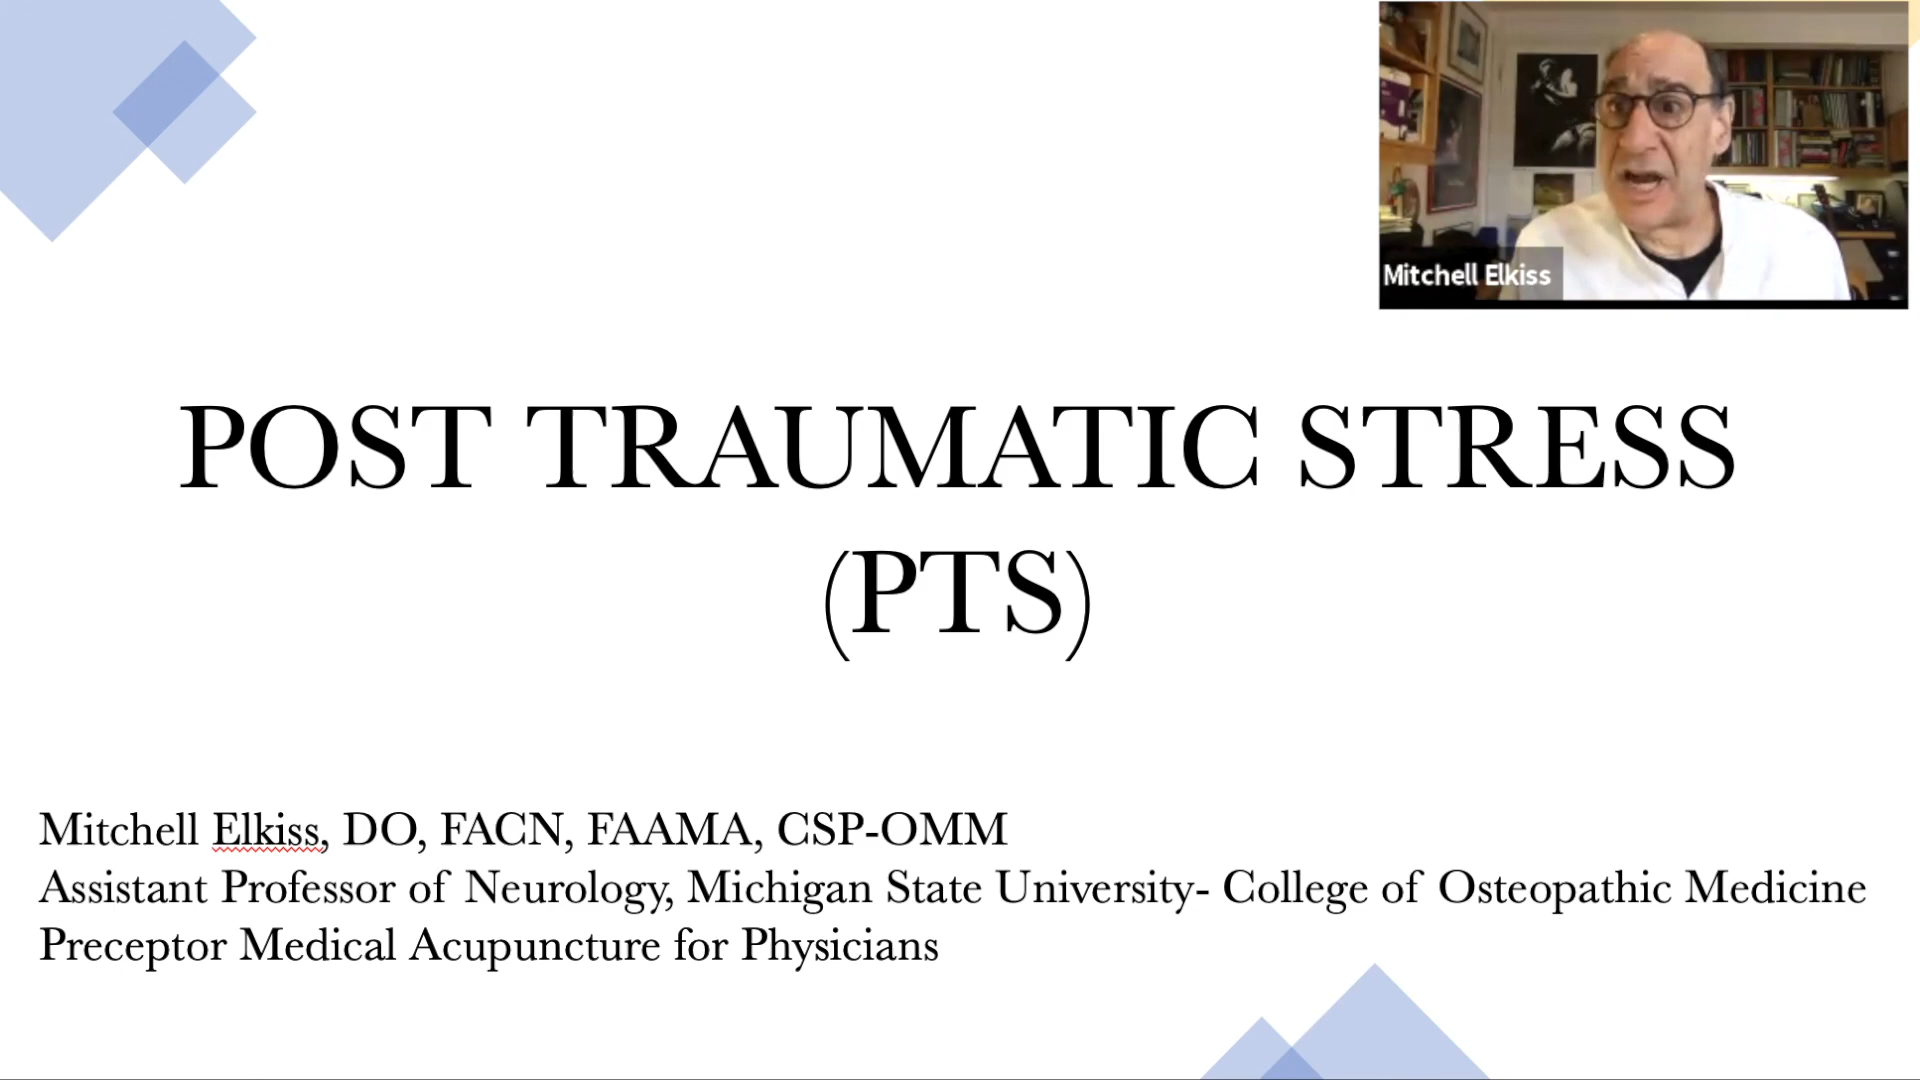 Mitchell Elkiss
POST TRAUMATIC STRESS
(PTS)
Mitchell Elkiss, DO, FACN, FAAMA, CSP-OMM
Assistant Professor of Neurology, Michigan State University- College of Osteopathic Medicine
Preceptor Medical Acupuncture for Physicians